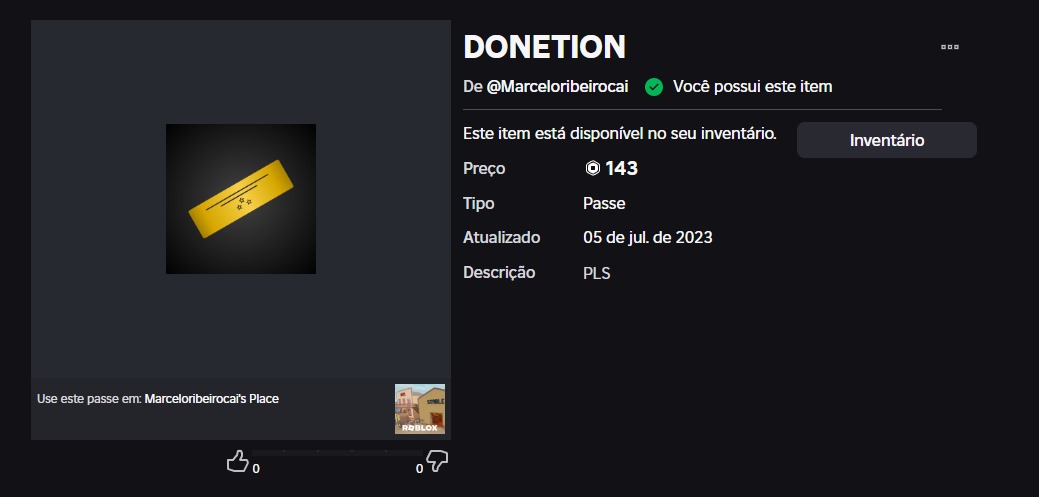 DONETION
De @Marceloribeirocai Você possui este item
Este item está disponível no seu inventário.
Inventário
Preço 143
Tipo Passe
Atualizado 05 de jul. de 2023
Descrição PLS
Use este passe em: Marceloribeirocai's Place
ROBLOX
0 0